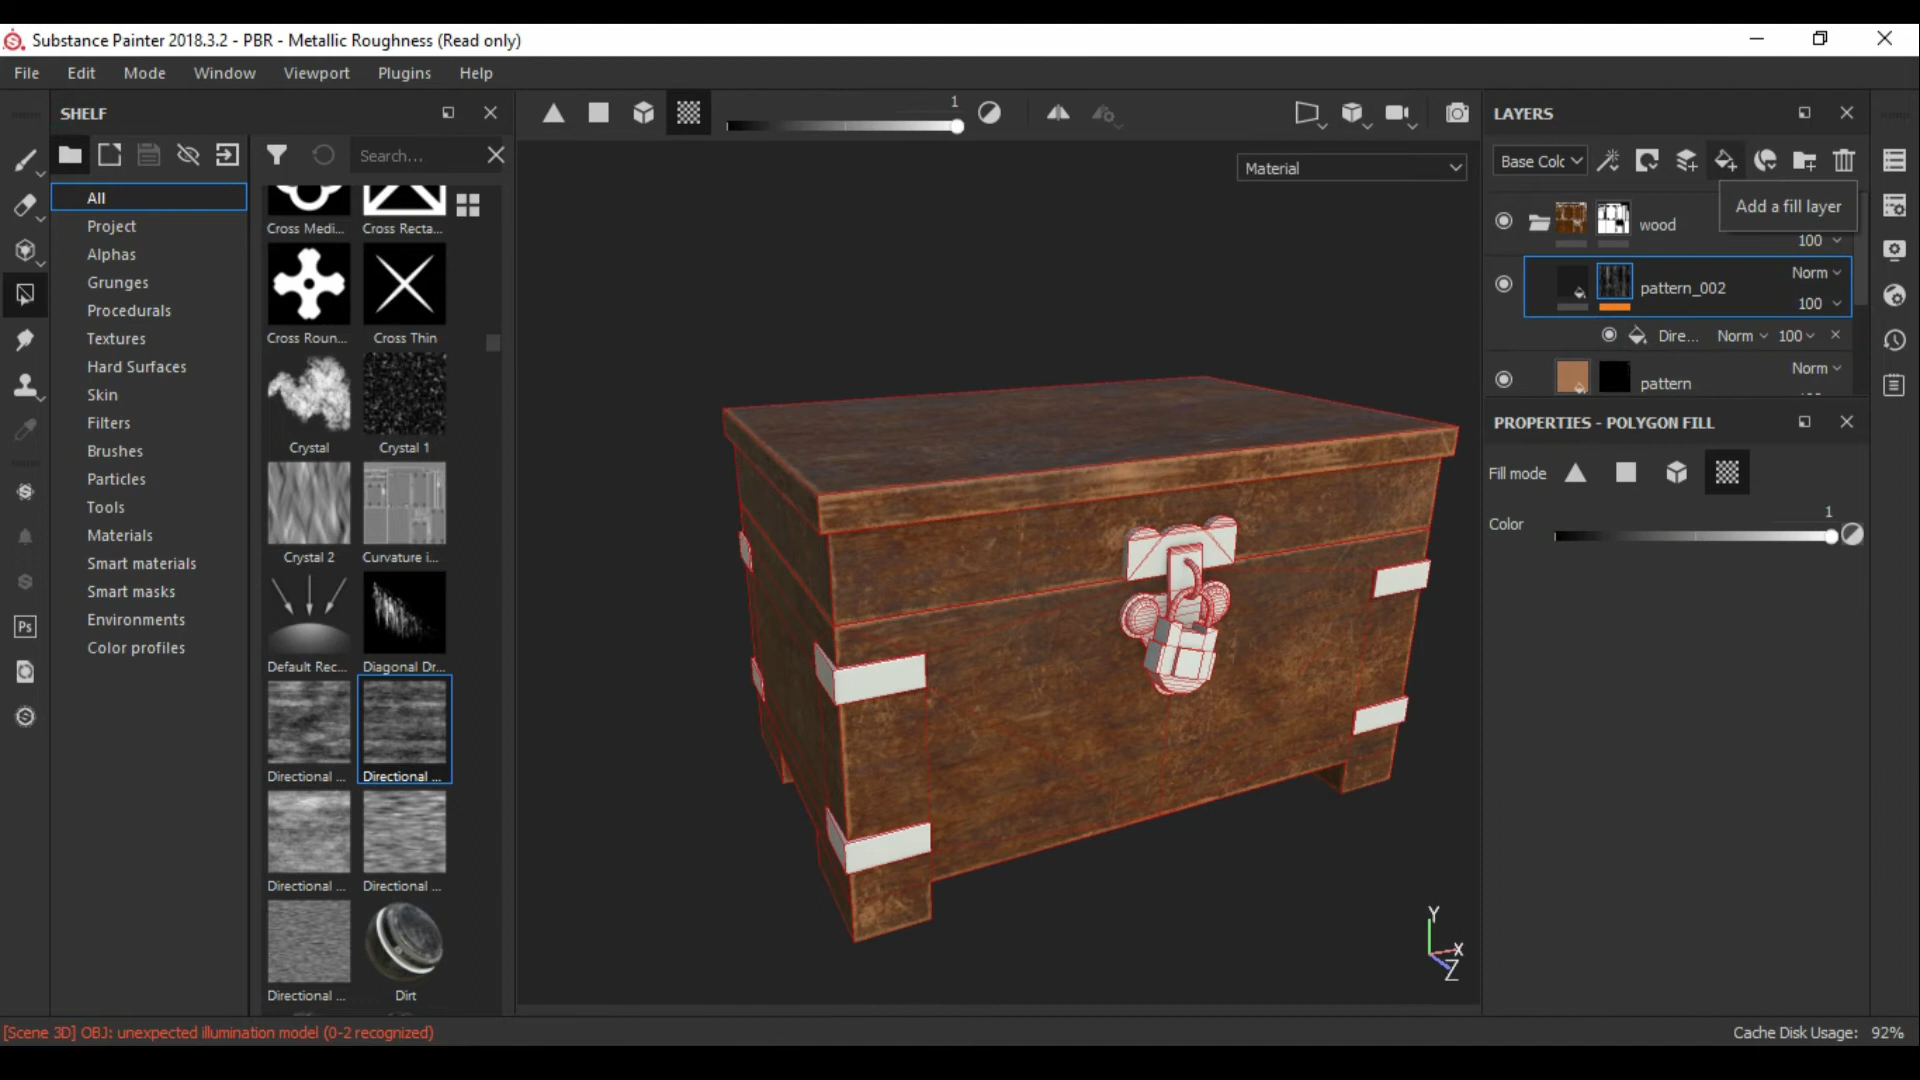 Substance Painter 2018.3.2 - PBR - Metallic Roughness (Read only)
File Edit Mode Window Viewport Plugins Help
SHELF
Search...
All
Project
Alphas
Grunges
Procedurals
Textures
Hard Surfaces
Skin
Filters
Brushes
Particles
Tools
Materials
Smart materials
Smart masks
Environments
Color profiles
Cross Medi... Cross Recta...
Cross Roun... Cross Thin
Crystal Crystal 1
Crystal 2 Curvature i...
Default Rec... Diagonal Dr...
Directional ... Directional ...
Directional ... Directional ...
Directional ... Dirt
Ps
1
Material
Y
X
Z
LAYERS
Base Colc
Add a fill layer
wood
100
pattern_002 Norm
100
Dire... Norm 100
pattern Norm
PROPERTIES - POLYGON FILL
Fill mode
Color 1
[Scene 3D] OBJ: unexpected illumination model (0-2 recognized)
Cache Disk Usage: 92%